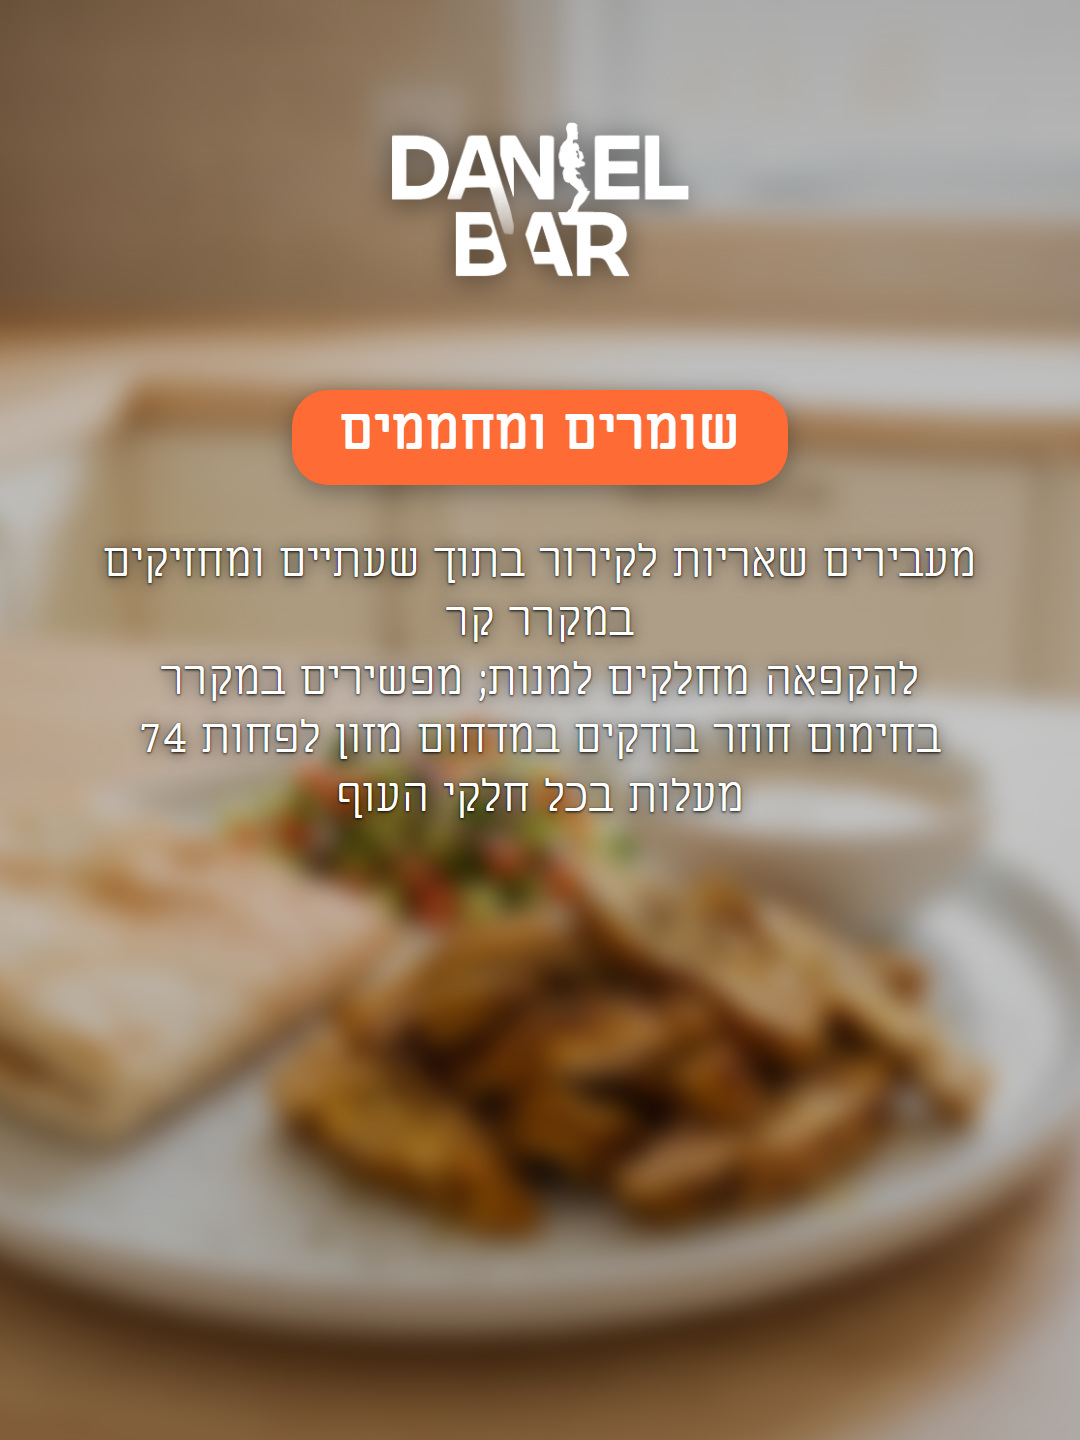 DANIEL
BAR
שומרים ומחממים
מעבירים שאריות לקירור בתוך שעתיים ומחזיקים
במקרר קר
להקפאה מחלקים למנות; מפשירים במקרר
בחימום חוזר בודקים במדחום מזון לפחות 74
מעלות בכל חלקי העוף